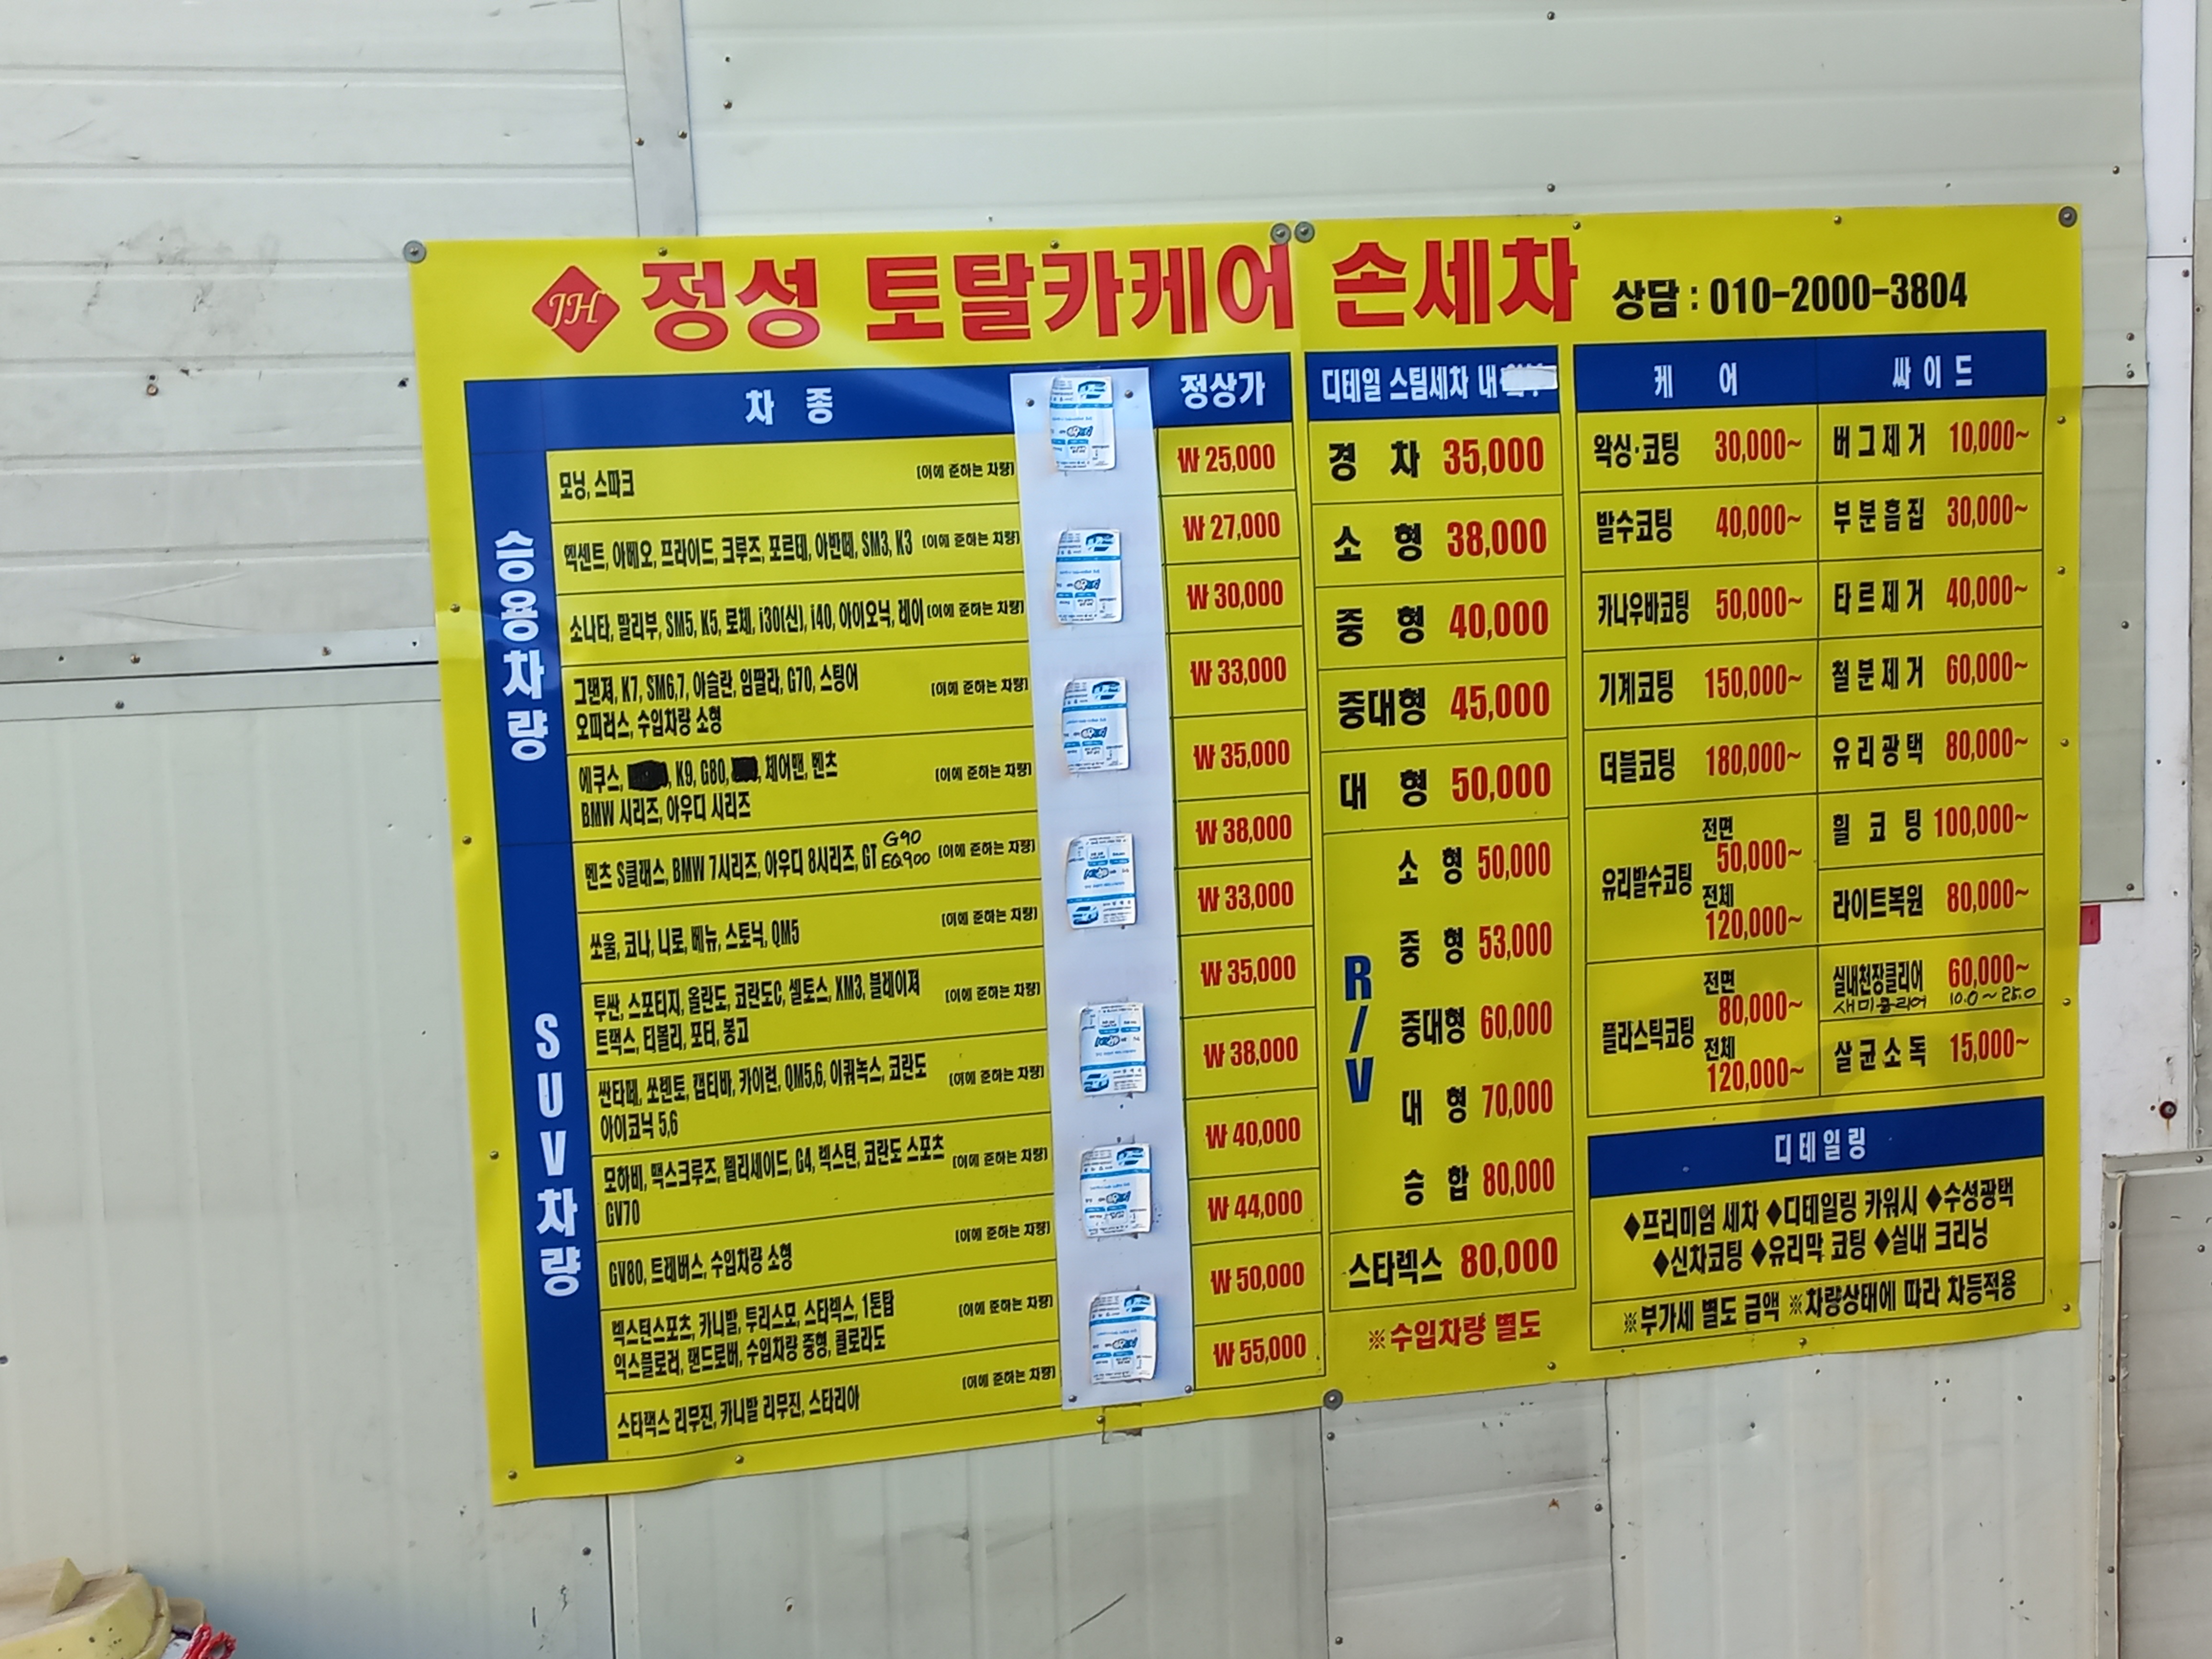 JH 정성 토탈카케어 손세차 상담 : 010-2000-3804
차 종 정상가
승용차량
모닝, 스파크 (이에 준하는 차량) ₩ 25,000
엑센트, 아베오, 프라이드, 크루즈, 포르테, 아반떼, SM3, K3 (이에 준하는 차량) ₩ 27,000
소나타, 말리부, SM5, K5, 로체, i30(신), i40, 아이오닉, 레이 (이에 준하는 차량) ₩ 30,000
그랜져, K7, SM6,7, 아슬란, 임팔라, G70, 스팅어 (이에 준하는 차량) ₩ 33,000
오피러스, 수입차량 소형
에쿠스, K9, G80, 체어맨, 벤츠 (이에 준하는 차량) ₩ 35,000
BMW 시리즈, 아우디 시리즈
벤츠 S클래스, BMW 7시리즈, 아우디 8시리즈, GT G90 EQ900 (이에 준하는 차량) ₩ 38,000
SUV차량
쏘울, 코나, 니로, 베뉴, 스토닉, QM5 (이에 준하는 차량) ₩ 33,000
투싼, 스포티지, 올란도, 코란도C, 셀토스, XM3, 블레이져 (이에 준하는 차량) ₩ 35,000
트랙스, 티볼리, 포터, 봉고
싼타페, 쏘렌토, 캡티바, 카이런, QM5,6, 이쿼녹스, 코란도 (이에 준하는 차량) ₩ 38,000
아이코닉 5,6
모하비, 맥스크루즈, 펠리세이드, G4, 렉스턴, 코란도 스포츠 (이에 준하는 차량) ₩ 40,000
GV70
GV80, 트레버스, 수입차량 소형 (이에 준하는 차량) ₩ 44,000
렉스턴스포츠, 카니발, 투리스모, 스타렉스, 1톤탑 (이에 준하는 차량) ₩ 50,000
익스플로러, 랜드로버, 수입차량 중형, 콜로라도
스타랙스 리무진, 카니발 리무진, 스타리아 (이에 준하는 차량) ₩ 55,000
디테일 스팀세차 내
경 차 35,000
소 형 38,000
중 형 40,000
중대형 45,000
대 형 50,000
R/V
소 형 50,000
중 형 53,000
중대형 60,000
대 형 70,000
승 합 80,000
스타렉스 80,000
※수입차량 별도
케 어
왁싱·코팅 30,000~
발수코팅 40,000~
카나우바코팅 50,000~
기계코팅 150,000~
더블코팅 180,000~
유리발수코팅 전면 50,000~
전체 120,000~
플라스틱코팅 전면 80,000~
전체 120,000~
싸 이 드
버그제거 10,000~
부분흠집 30,000~
타르제거 40,000~
철분제거 60,000~
유리광택 80,000~
휠 코 팅 100,000~
라이트복원 80,000~
실내천장클리어 60,000~
새미클리어 10.0~25.0
살균소독 15,000~
디테일링
◆프리미엄 세차 ◆디테일링 카워시 ◆수성광택
◆신차코팅 ◆유리막 코팅 ◆실내 크리닝
※부가세 별도 금액 ※차량상태에 따라 차등적용